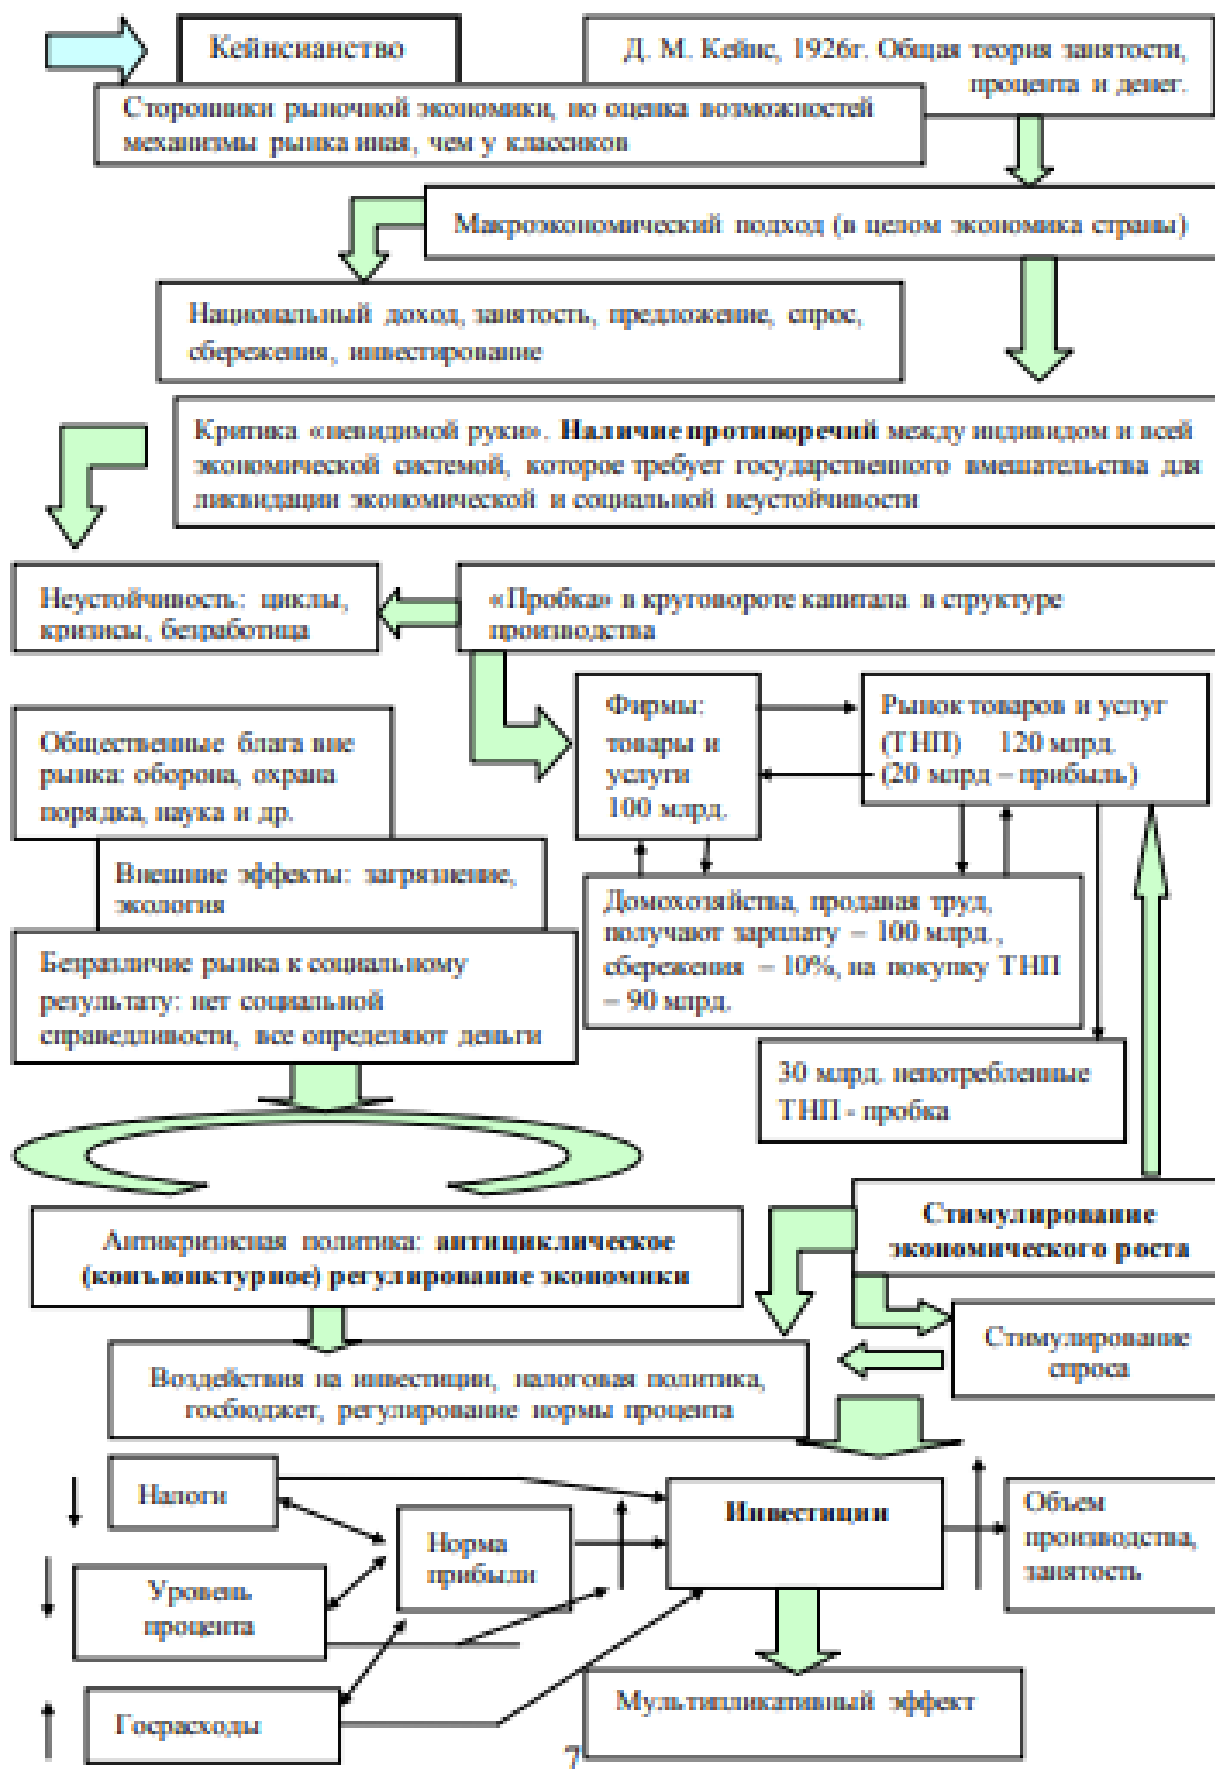 Кейнсианство
Д. М. Кейнс, 1926г. Общая теория занятости,
процента и денег.
Сторонники рыночной экономики, но оценка возможностей
механизмы рынка иная, чем у классиков
Макроэкономический подход (в целом экономика страны)
Национальный доход, занятость, предложение, спрос,
сбережения, инвестирование
Критика «невидимой руки». Наличие противоречий между индивидом и всей
экономической системой, которое требует государственного вмешательства для
ликвидации экономической и социальной неустойчивости
Неустойчивость: циклы,
кризисы, безработица
«Пробка» в круговороте капитала в структуре
производства
Фирмы:
товары и
услуги
100 млрд.
Рынок товаров и услуг
(ТНП) 120 млрд.
(20 млрд – прибыль)
Общественные блага вне
рынка: оборона, охрана
порядка, наука и др.
Внешние эффекты: загрязнение,
экология
Домохозяйства, продавая труд,
получают зарплату – 100 млрд.,
сбережения – 10%, на покупку ТНП
– 90 млрд.
Безразличие рынка к социальному
результату: нет социальной
справедливости, все определяют деньги
30 млрд. непотребленные
ТНП - пробка
Стимулирование
экономического роста
Антикризисная политика: антициклическое
(конъюнктурное) регулирование экономики
Стимулирование
спроса
Воздействия на инвестиции, налоговая политика,
госбюджет, регулирование нормы процента
Налоги
Инвестиции
Объем
производства,
занятость
Норма
прибыли
Уровень
процента
Госрасходы
Мультипликативный эффект
7